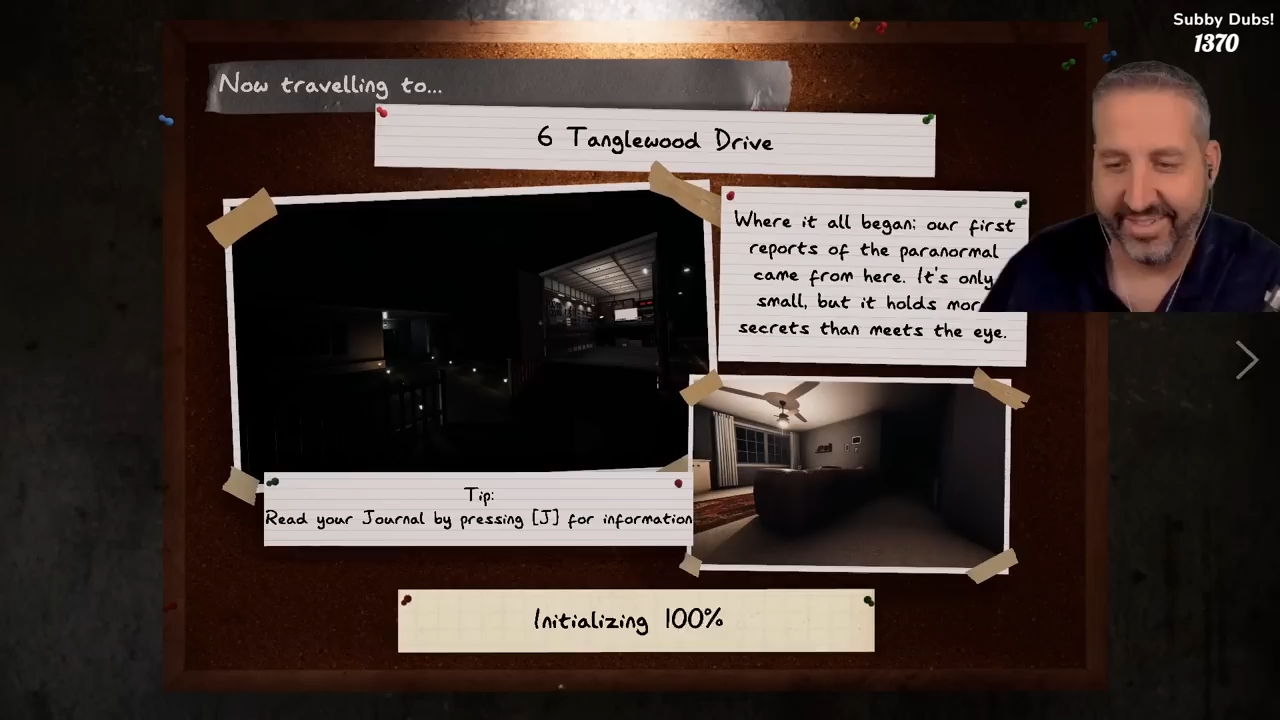 Subby Dubs!
1370
Now travelling to...
6 Tanglewood Drive
Where it all began: our first
reports of the paranormal
came from here. It's only
small, but it holds
secrets than meets the eye.
Tip:
Read your Journal by pressing [J] for information
Initializing 100%